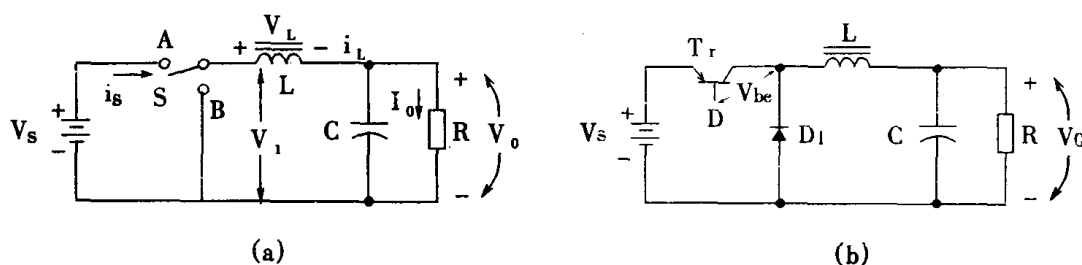 A
V_L
+
-
i_L
i_S
S
B
L
I_0
+
V_S
+
-
V_1
C
R
V_0
-
(a)
T_r
L
V_be
D
+
V_S
+
-
D_1
C
R
V_0
-
(b)